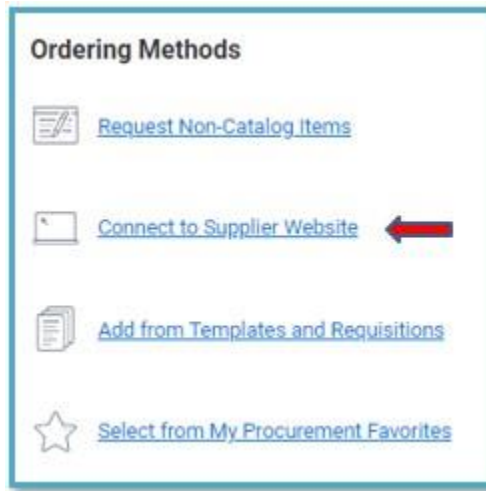 Ordering Methods
Request Non-Catalog Items
Connect to Supplier Website
Add from Templates and Requisitions
Select from My Procurement Favorites